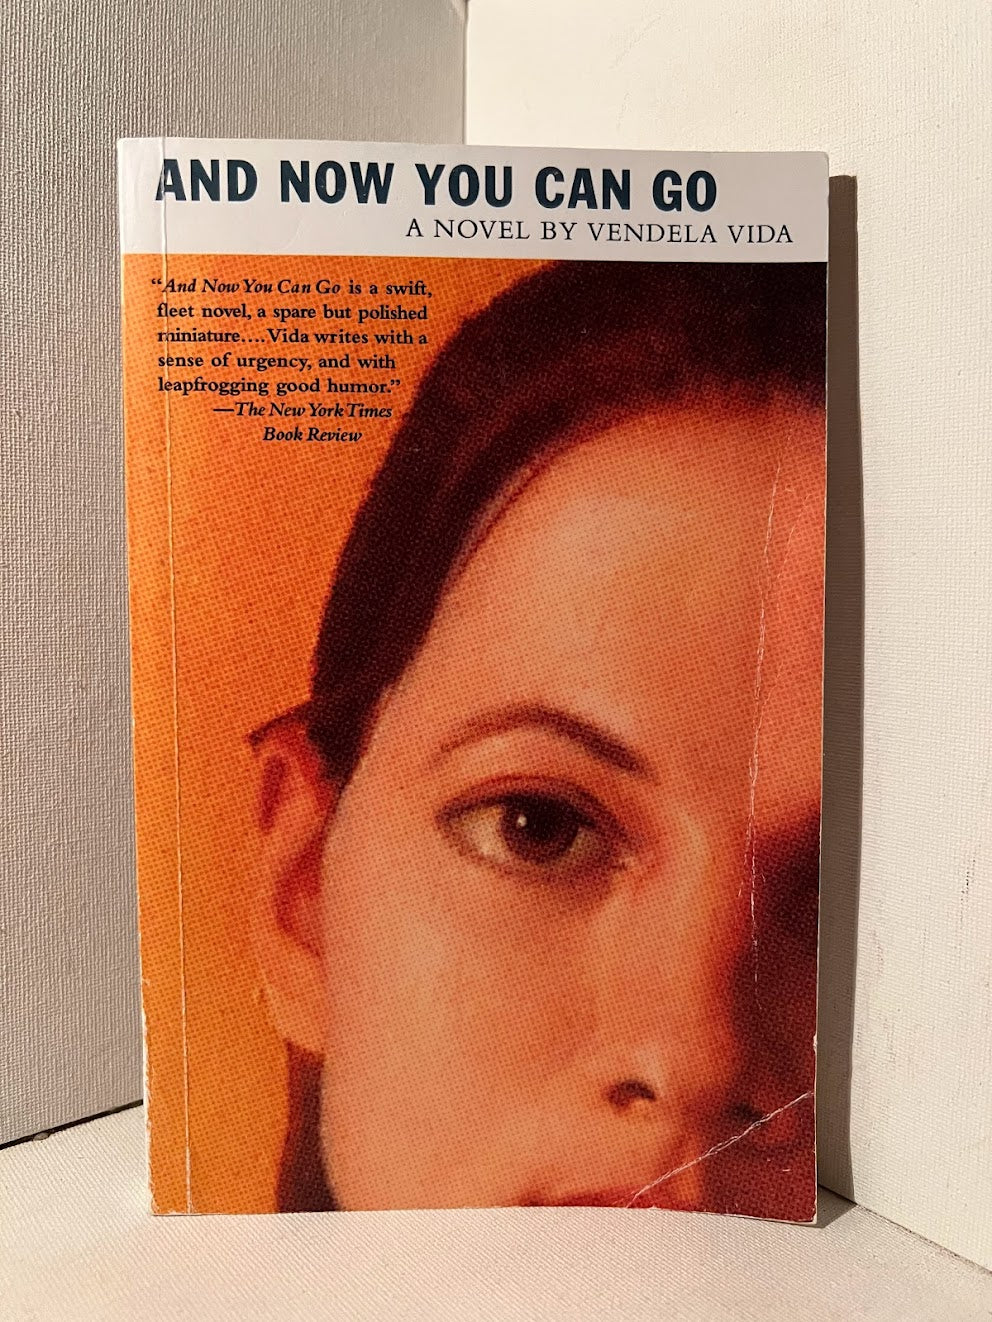 AND NOW YOU CAN GO
A NOVEL BY VENDELA VIDA
“And Now You Can Go is a swift,
fleet novel, a spare but polished
miniature....Vida writes with a
sense of urgency, and with
leapfrogging good humor.”
—The New York Times
Book Review